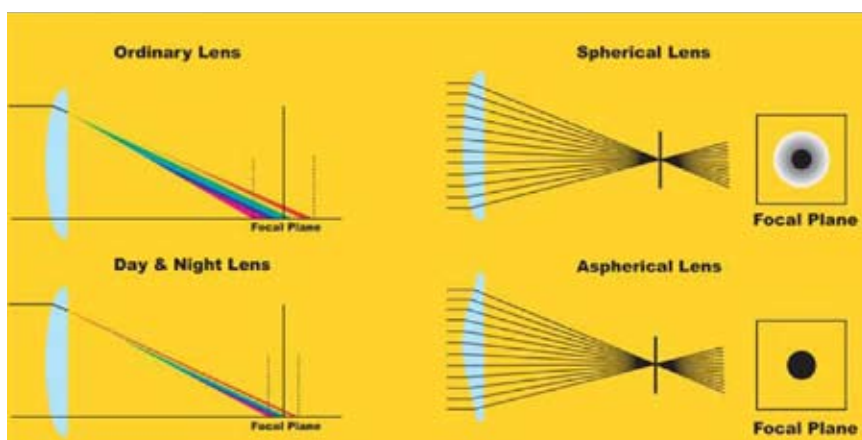 Ordinary Lens
Focal Plane
Spherical Lens
Focal Plane
Day & Night Lens
Focal Plane
Aspherical Lens
Focal Plane